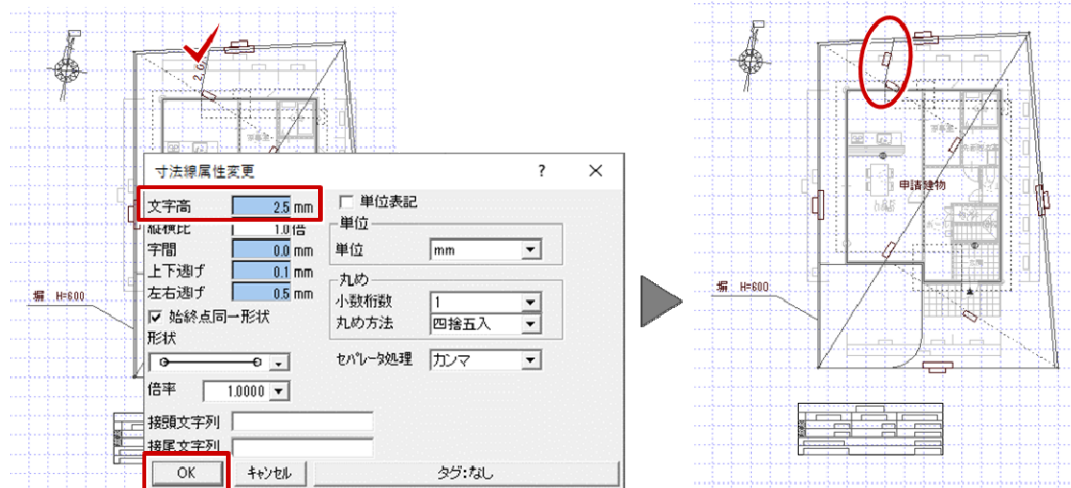 2.0
寸法線属性変更 ? ×
文字高 2.5 mm
縦横比 1.0 倍
字間 0.0 mm
上下逃げ 0.1 mm
左右逃げ 0.5 mm
始終点同一形状
形状
倍率 1.0000
接頭文字列
接尾文字列
単位表記
単位
単位 mm
丸め
小数桁数 1
丸め方法 四捨五入
セパレータ処理 カンマ
OK キャンセル タグ:なし
塀 H=600
申請建物
塀 H=600